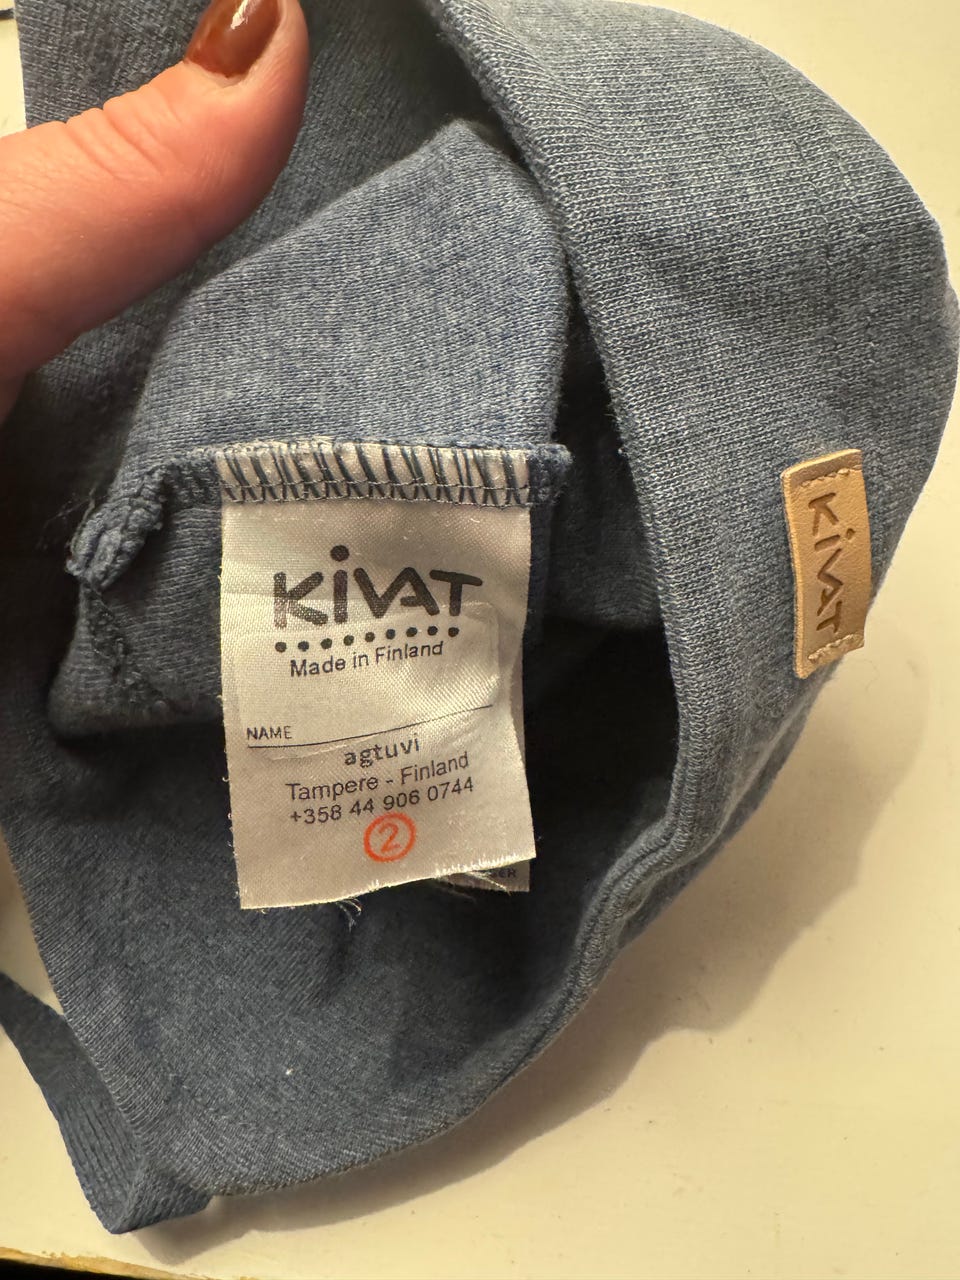 KiVAT
Made in Finland
NAME
agtuvi
Tampere - Finland
+358 44 906 0744
2
KiVAT